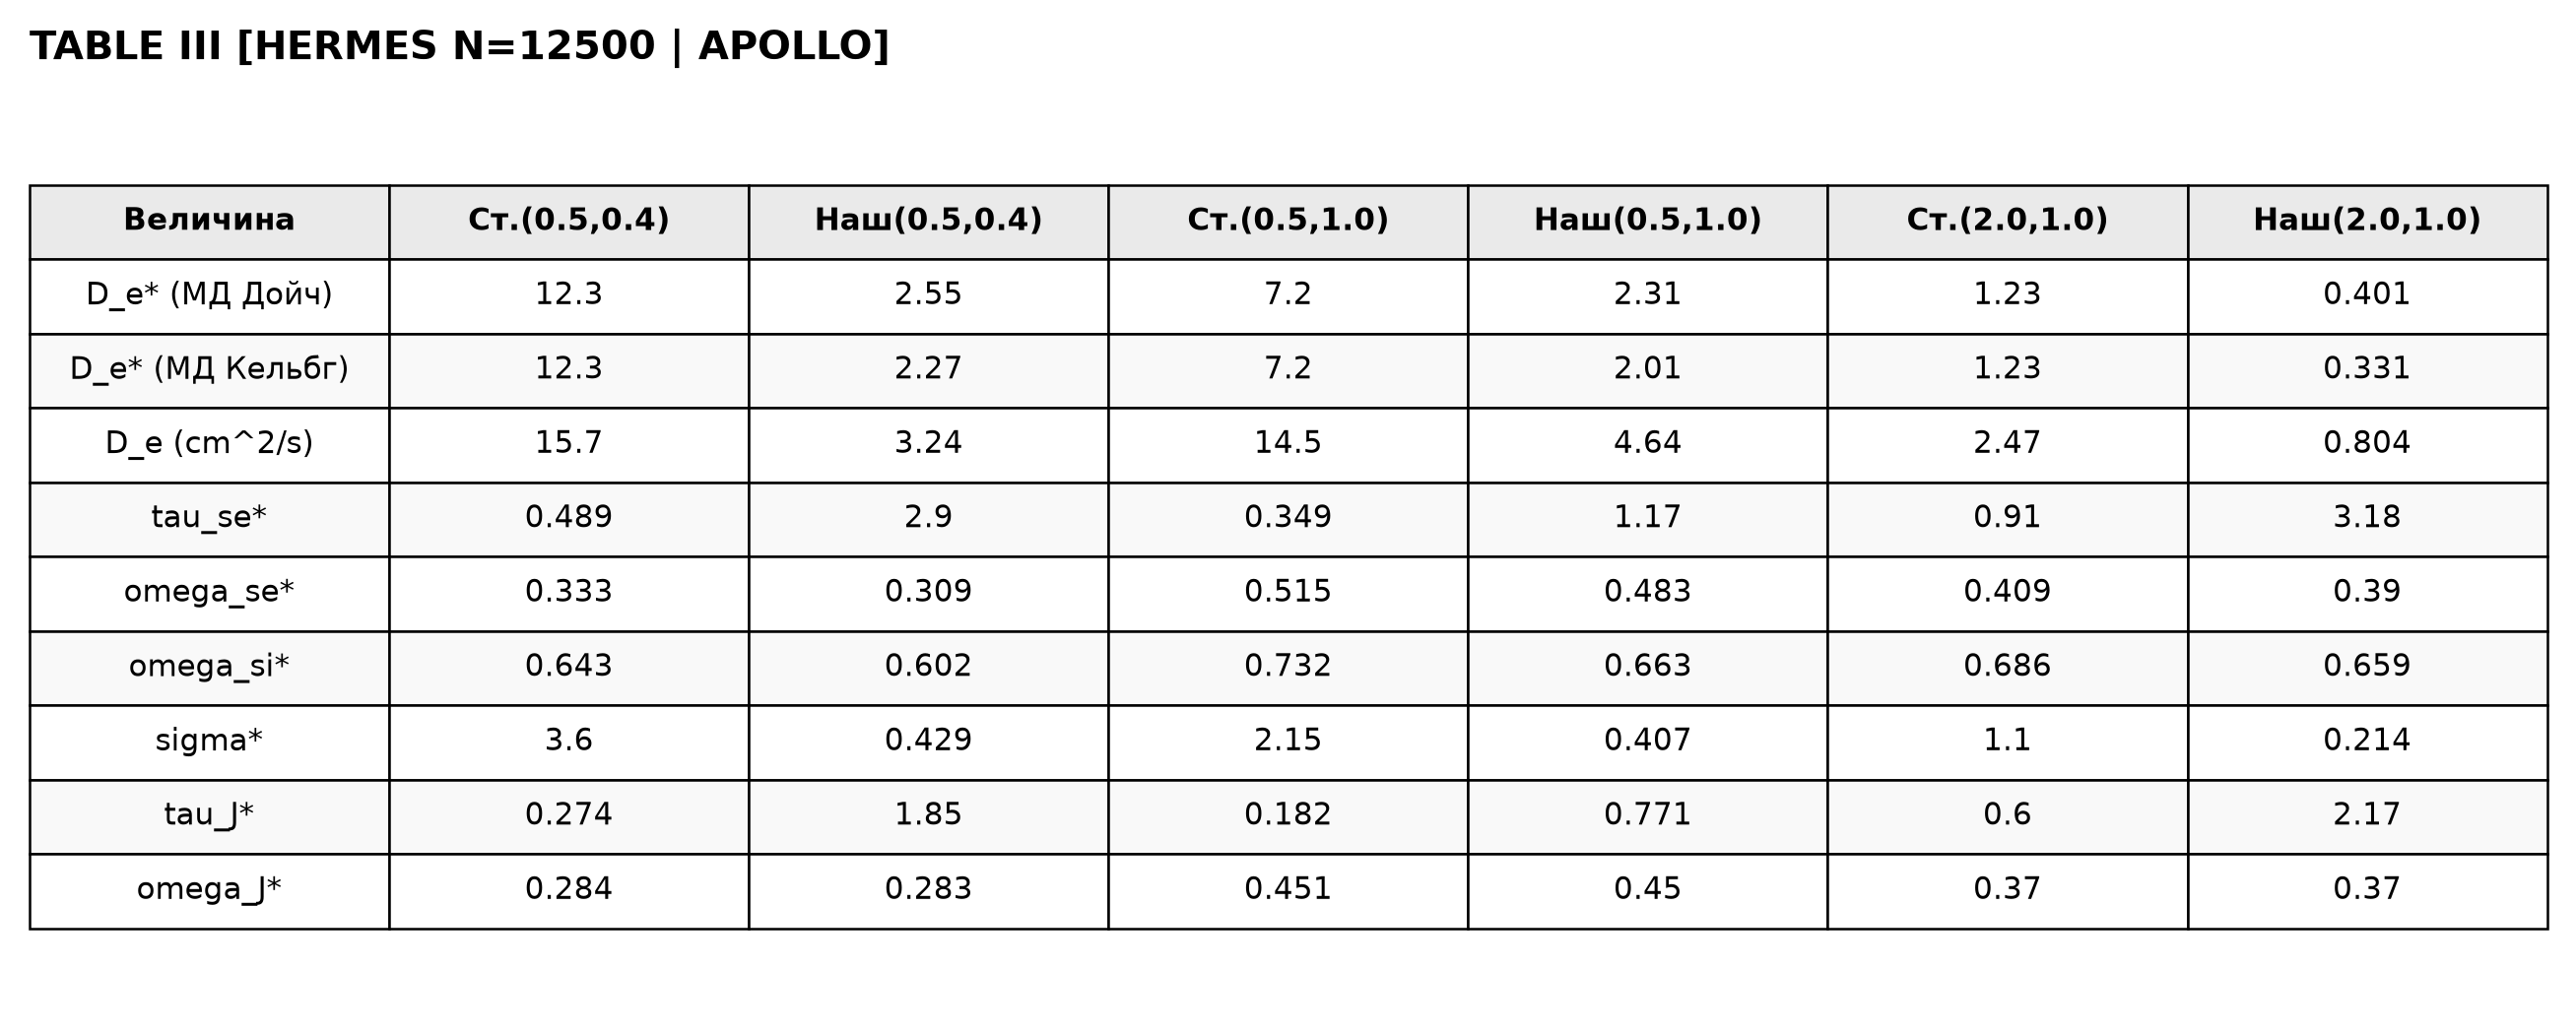 TABLE III [HERMES N=12500 | APOLLO]
Величина Ст.(0.5,0.4) Наш(0.5,0.4) Ст.(0.5,1.0) Наш(0.5,1.0) Ст.(2.0,1.0) Наш(2.0,1.0)
D_e* (МД Дойч) 12.3 2.55 7.2 2.31 1.23 0.401
D_e* (МД Кельбг) 12.3 2.27 7.2 2.01 1.23 0.331
D_e (cm^2/s) 15.7 3.24 14.5 4.64 2.47 0.804
tau_se* 0.489 2.9 0.349 1.17 0.91 3.18
omega_se* 0.333 0.309 0.515 0.483 0.409 0.39
omega_si* 0.643 0.602 0.732 0.663 0.686 0.659
sigma* 3.6 0.429 2.15 0.407 1.1 0.214
tau_J* 0.274 1.85 0.182 0.771 0.6 2.17
omega_J* 0.284 0.283 0.451 0.45 0.37 0.37